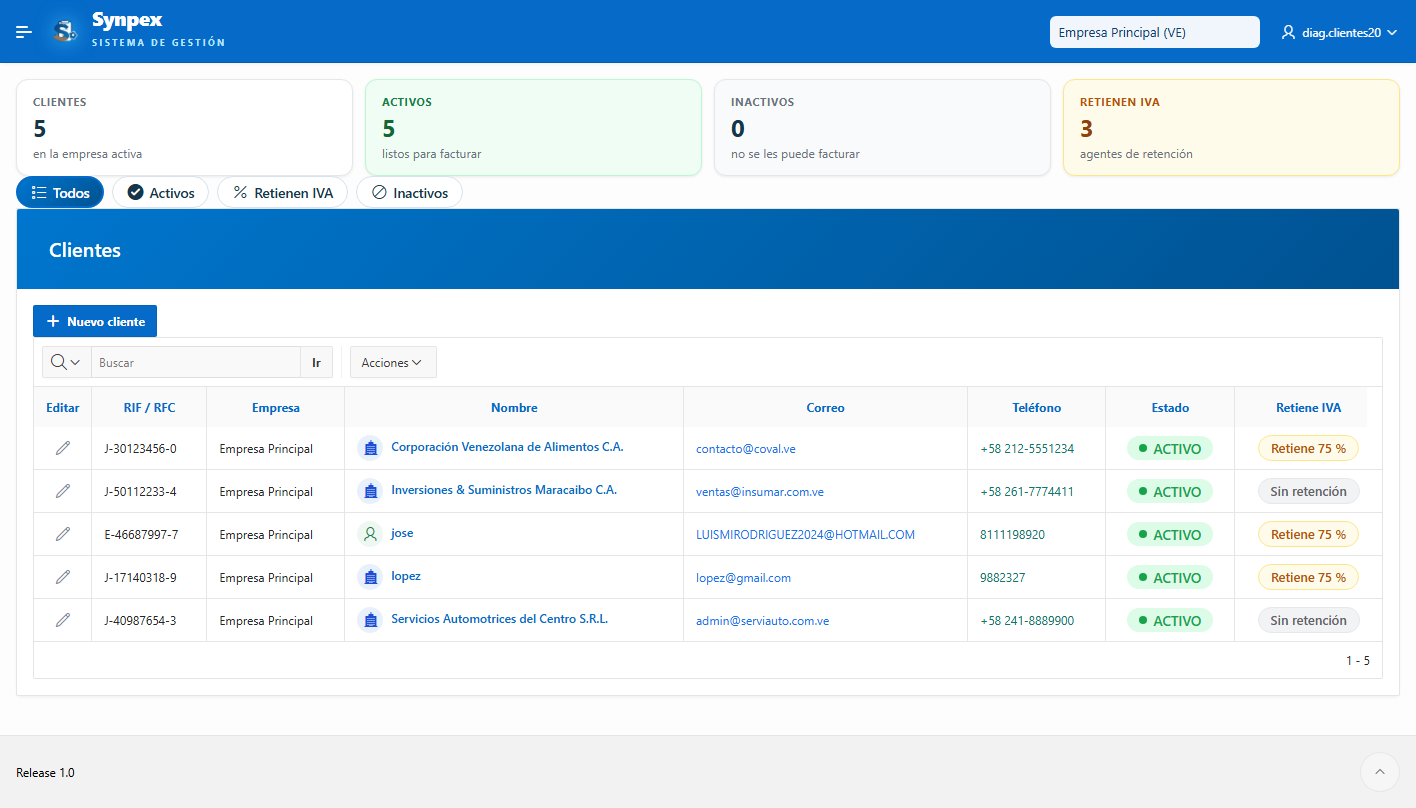 Synpex
SISTEMA DE GESTIÓN
Empresa Principal (VE)
diag.clientes20
CLIENTES
5
en la empresa activa
ACTIVOS
5
listos para facturar
INACTIVOS
0
no se les puede facturar
RETIENEN IVA
3
agentes de retención
Todos
Activos
Retienen IVA
Inactivos
Clientes
Nuevo cliente
Buscar
Ir
Acciones
Editar RIF / RFC Empresa Nombre Correo Teléfono Estado Retiene IVA
J-30123456-0 Empresa Principal Corporación Venezolana de Alimentos C.A. contacto@coval.ve +58 212-5551234 ACTIVO Retiene 75 %
J-50112233-4 Empresa Principal Inversiones & Suministros Maracaibo C.A. ventas@insumar.com.ve +58 261-7774411 ACTIVO Sin retención
E-46687997-7 Empresa Principal jose LUISMIRODRIGUEZ2024@HOTMAIL.COM 8111198920 ACTIVO Retiene 75 %
J-17140318-9 Empresa Principal lopez lopez@gmail.com 9882327 ACTIVO Retiene 75 %
J-40987654-3 Empresa Principal Servicios Automotrices del Centro S.R.L. admin@serviauto.com.ve +58 241-8889900 ACTIVO Sin retención
1 - 5
Release 1.0